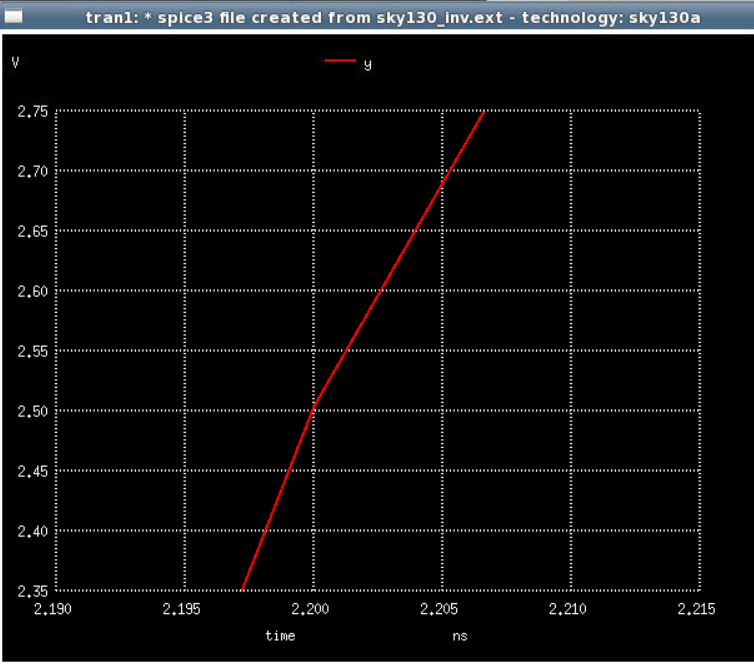 tran1: * spice3 file created from sky130_inv.ext - technology: sky130a
V y
2.75
2.70
2.65
2.60
2.55
2.50
2.45
2.40
2.35
2.190 2.195 2.200 2.205 2.210 2.215
time ns